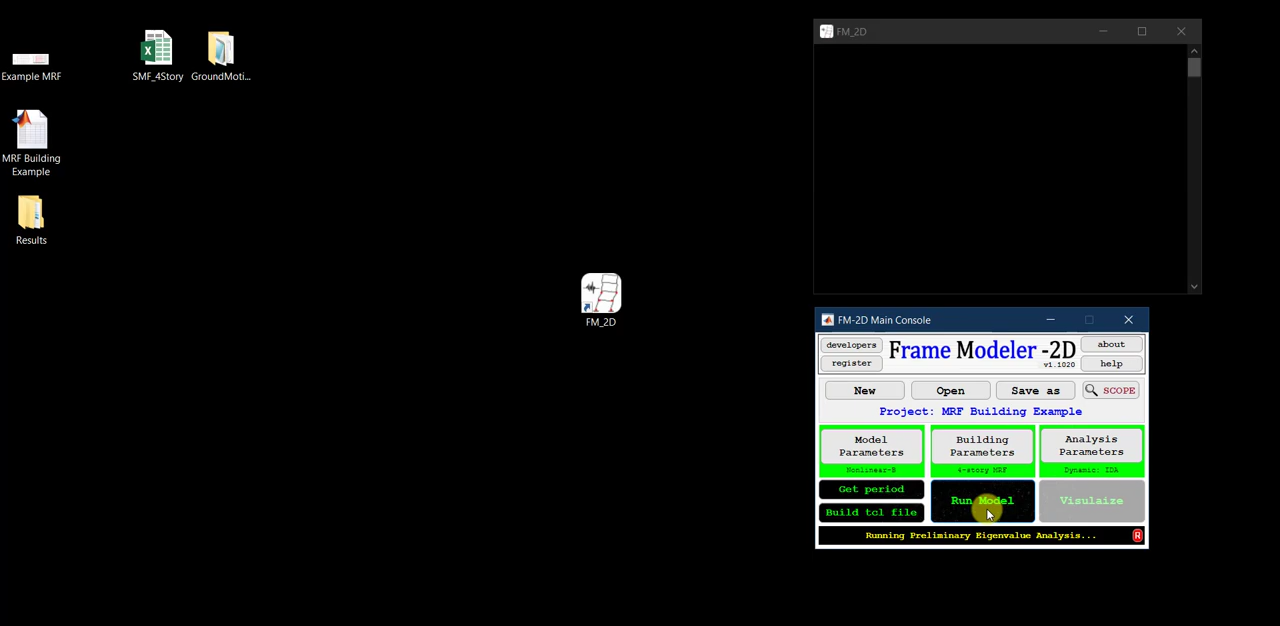 Example MRF
SMF_4Story
GroundMoti...
MRF Building
Example
Results
FM_2D
FM_2D
FM-2D Main Console
developers
register
Frame Modeler -2D
v1.1020
about
help
New
Open
Save as
SCOPE
Project: MRF Building Example
Model
Parameters
Nonlinear-B
Building
Parameters
4-story MRF
Analysis
Parameters
Dynamic: IDA
Get period
Build tcl file
Run Model
Visulaize
Running Preliminary Eigenvalue Analysis...
R